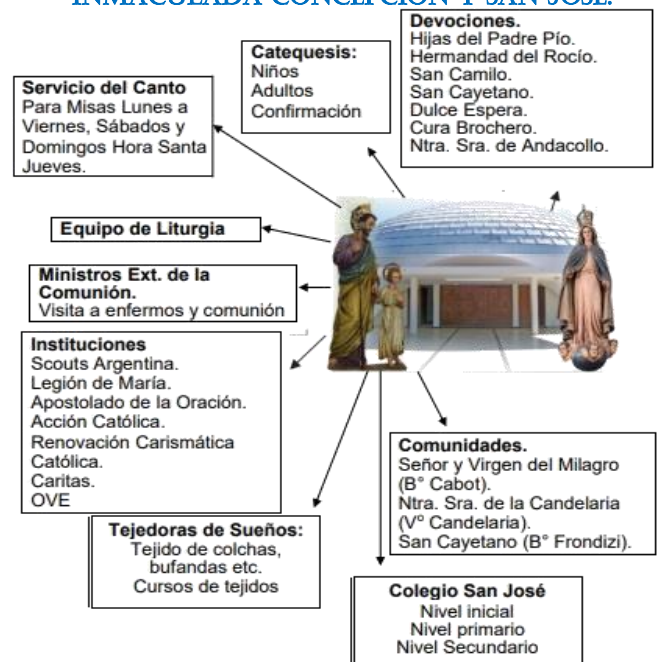 INMACULADA CONCEPCIÓN Y SAN JOSÉ.
Devociones.
Hijas del Padre Pío.
Hermandad del Rocío.
San Camilo.
San Cayetano.
Dulce Espera.
Cura Brochero.
Ntra. Sra. de Andacollo.
Catequesis:
Niños
Adultos
Confirmación
Servicio del Canto
Para Misas Lunes a
Viernes, Sábados y
Domingos Hora Santa
Jueves.
Equipo de Liturgia
Ministros Ext. de la
Comunión.
Visita a enfermos y comunión
Instituciones
Scouts Argentina.
Legión de María.
Apostolado de la Oración.
Acción Católica.
Renovación Carismática
Católica.
Caritas.
OVE
Comunidades.
Señor y Virgen del Milagro
(B° Cabot).
Ntra. Sra. de la Candelaria
(Vº Candelaria).
San Cayetano (B° Frondizi).
Tejedoras de Sueños:
Tejido de colchas,
bufandas etc.
Cursos de tejidos
Colegio San José
Nivel inicial
Nivel primario
Nivel Secundario